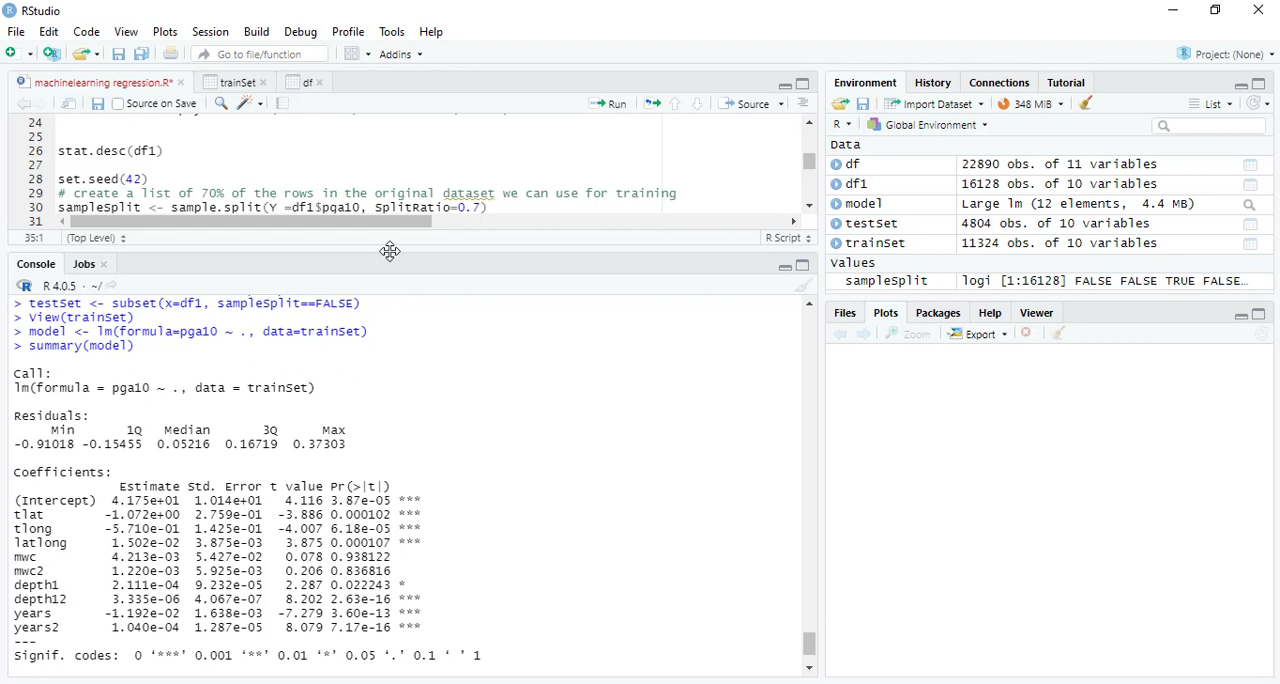 RStudio
File Edit Code View Plots Session Build Debug Profile Tools Help
Go to file/function Addins Project: (None)
machinelearning regression.R* trainSet df
Source on Save Run Source
24
25
26 stat.desc(df1)
27
28 set.seed(42)
29 # create a list of 70% of the rows in the original dataset we can use for training
30 sampleSplit <- sample.split(Y =df1$pga10, SplitRatio=0.7)
31
35:1 (Top Level) R Script
Console Jobs
R 4.0.5 · ~/
> testSet <- subset(x=df1, sampleSplit==FALSE)
> View(trainSet)
> model <- lm(formula=pga10 ~ ., data=trainSet)
> summary(model)
Call:
lm(formula = pga10 ~ ., data = trainSet)
Residuals:
Min 1Q Median 3Q Max
-0.91018 -0.15455 0.05216 0.16719 0.37303
Coefficients:
Estimate Std. Error t value Pr(>|t|)
(Intercept) 4.175e+01 1.014e+01 4.116 3.87e-05 ***
tlat -1.072e+00 2.759e-01 -3.886 0.000102 ***
tlong -5.710e-01 1.425e-01 -4.007 6.18e-05 ***
latlong 1.502e-02 3.875e-03 3.875 0.000107 ***
mwc 4.213e-03 5.427e-02 0.078 0.938122
mwc2 1.220e-03 5.925e-03 0.206 0.836816
depth1 2.111e-04 9.232e-05 2.287 0.022243 *
depth12 3.335e-06 4.067e-07 8.202 2.63e-16 ***
years -1.192e-02 1.638e-03 -7.279 3.60e-13 ***
years2 1.040e-04 1.287e-05 8.079 7.17e-16 ***
---
Signif. codes: 0 ‘***’ 0.001 ‘**’ 0.01 ‘*’ 0.05 ‘.’ 0.1 ‘ ’ 1
Environment History Connections Tutorial
Import Dataset 348 MiB List
R Global Environment
Data
df 22890 obs. of 11 variables
df1 16128 obs. of 10 variables
model Large lm (12 elements, 4.4 MB)
testSet 4804 obs. of 10 variables
trainSet 11324 obs. of 10 variables
Values
sampleSplit logi [1:16128] FALSE FALSE TRUE FALSE…
Files Plots Packages Help Viewer
Zoom Export